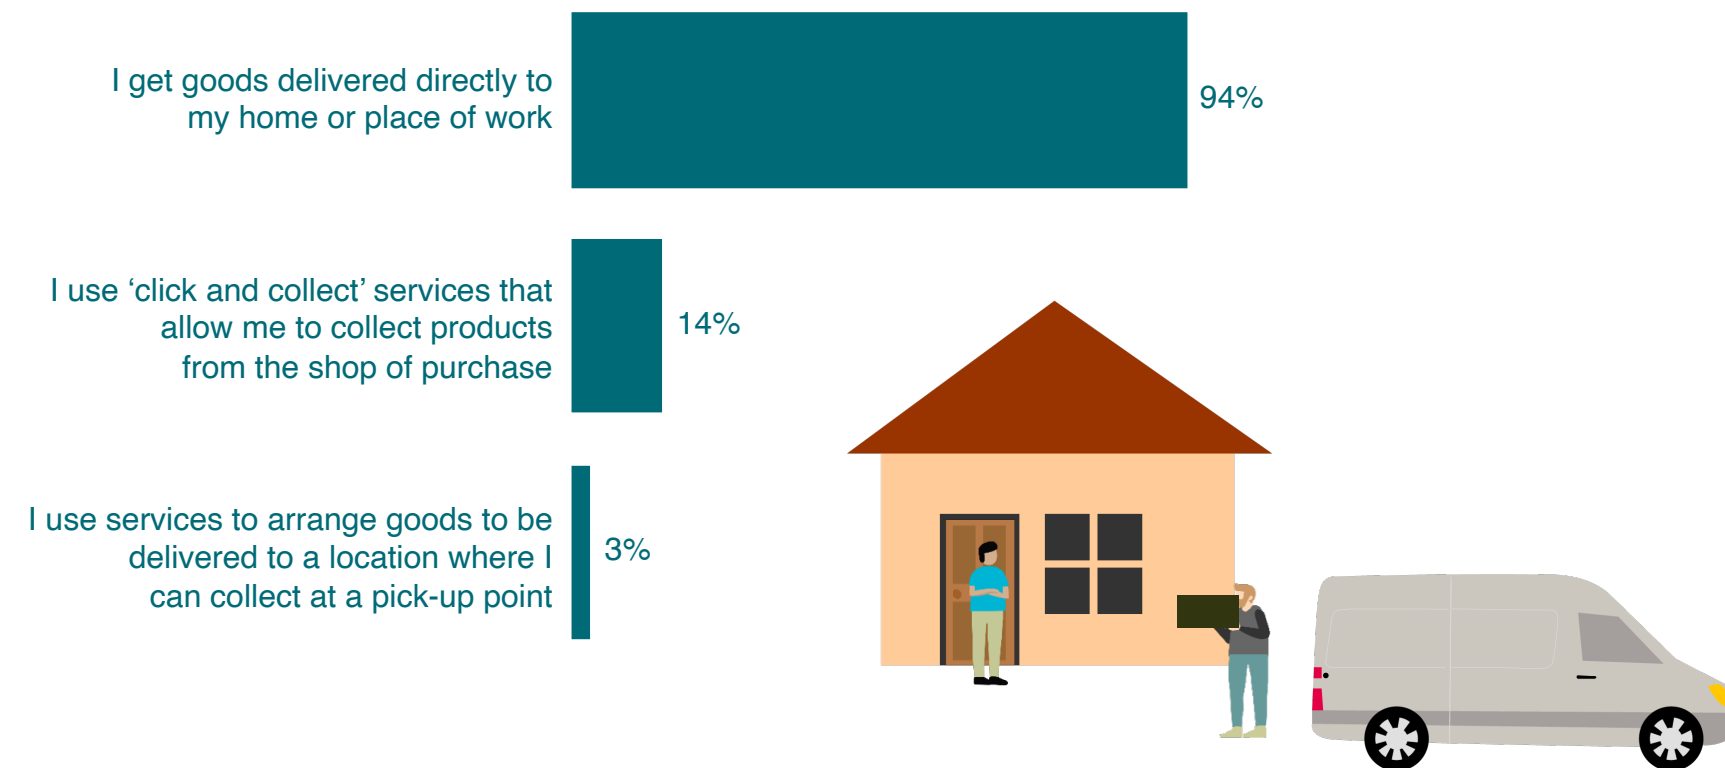 I get goods delivered directly to
my home or place of work
94%
I use ‘click and collect’ services that
allow me to collect products
from the shop of purchase
14%
I use services to arrange goods to be
delivered to a location where I
can collect at a pick-up point
3%